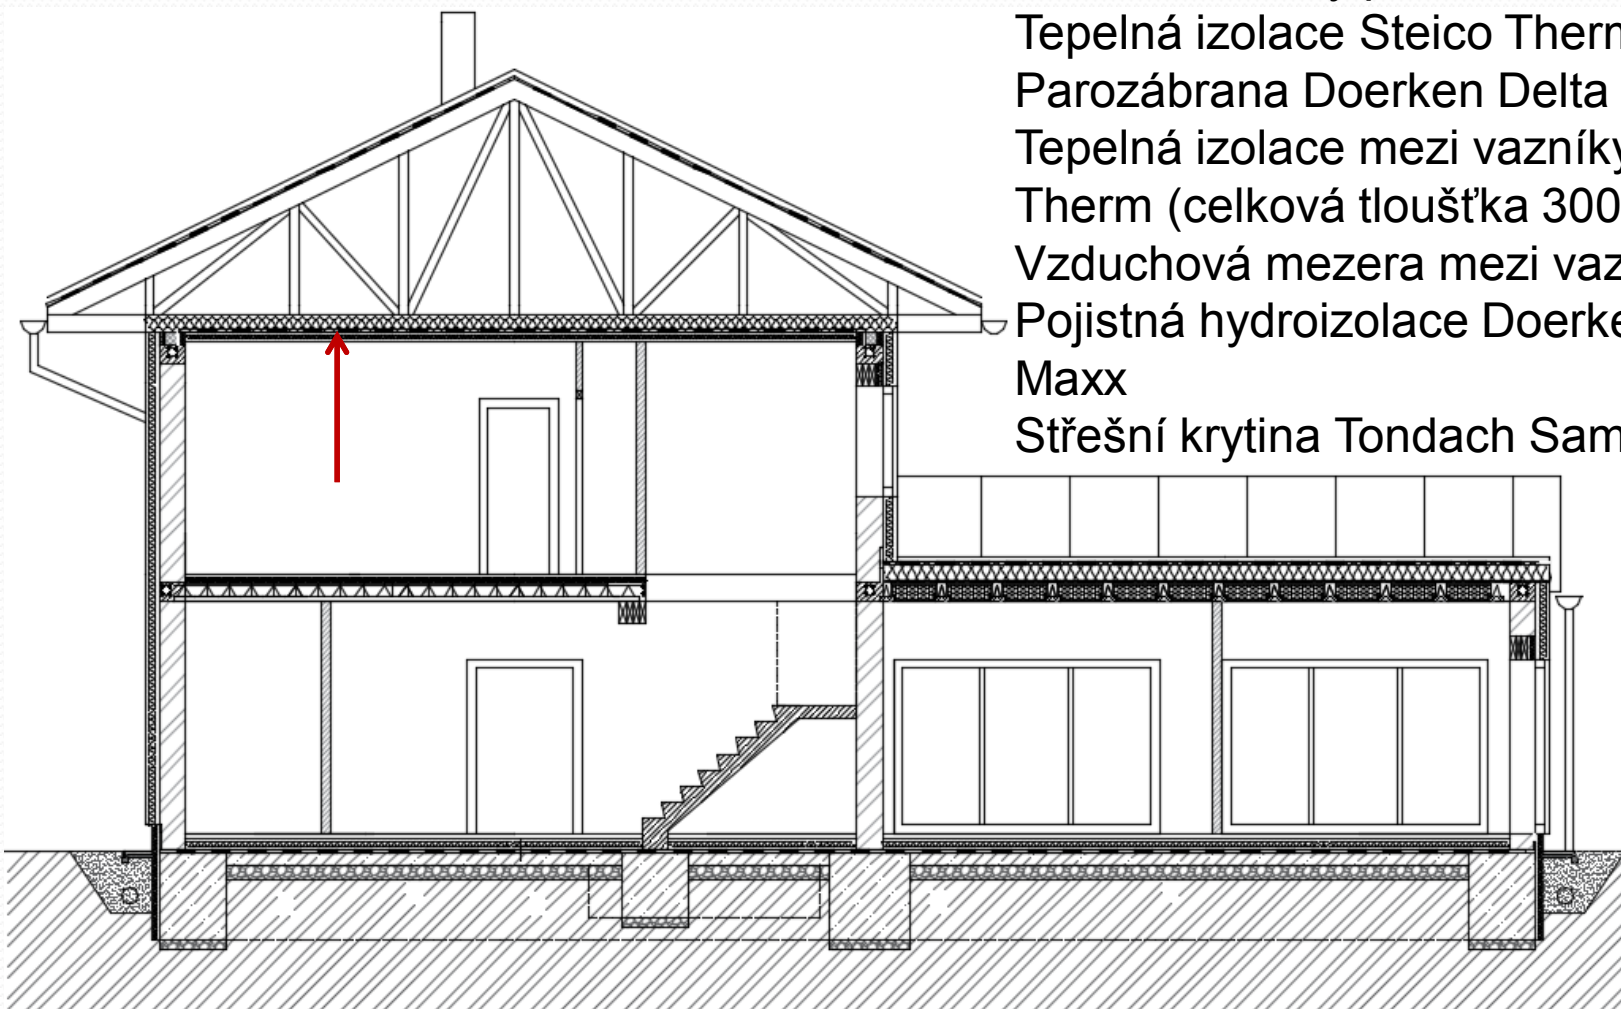 Tepelná izolace Steico Therm
Parozábrana Doerken Delta
Tepelná izolace mezi vazníky
Therm (celková tloušťka 300
Vzduchová mezera mezi vaz
Pojistná hydroizolace Doerke
Maxx
Střešní krytina Tondach Sam